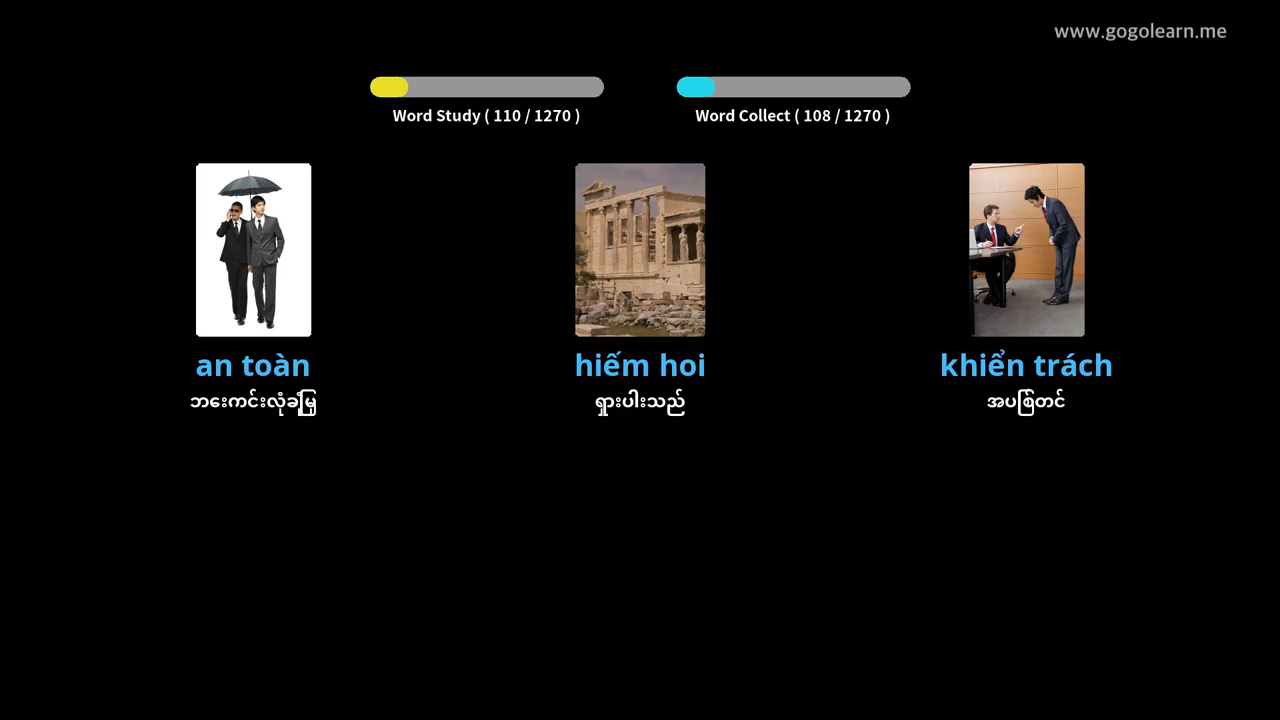 www.gogolearn.me
Word Study ( 110 / 1270 )
Word Collect ( 108 / 1270 )
an toàn
hiếm hoi
khiển trách
ဘေးကင်းလုံခြုံမှု
ရှားပါးသည်
အပြစ်တင်